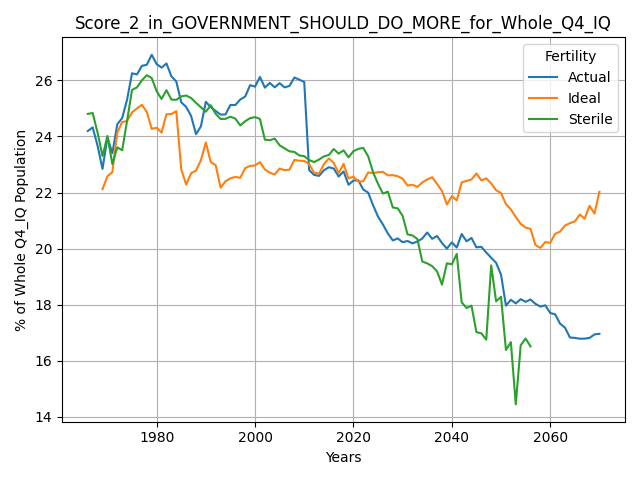 Score_2_in_GOVERNMENT_SHOULD_DO_MORE_for_Whole_Q4_IQ
Fertility
Actual
Ideal
Sterile
% of Whole Q4_IQ Population
26
24
22
20
18
16
14
1980
2000
2020
2040
2060
Years